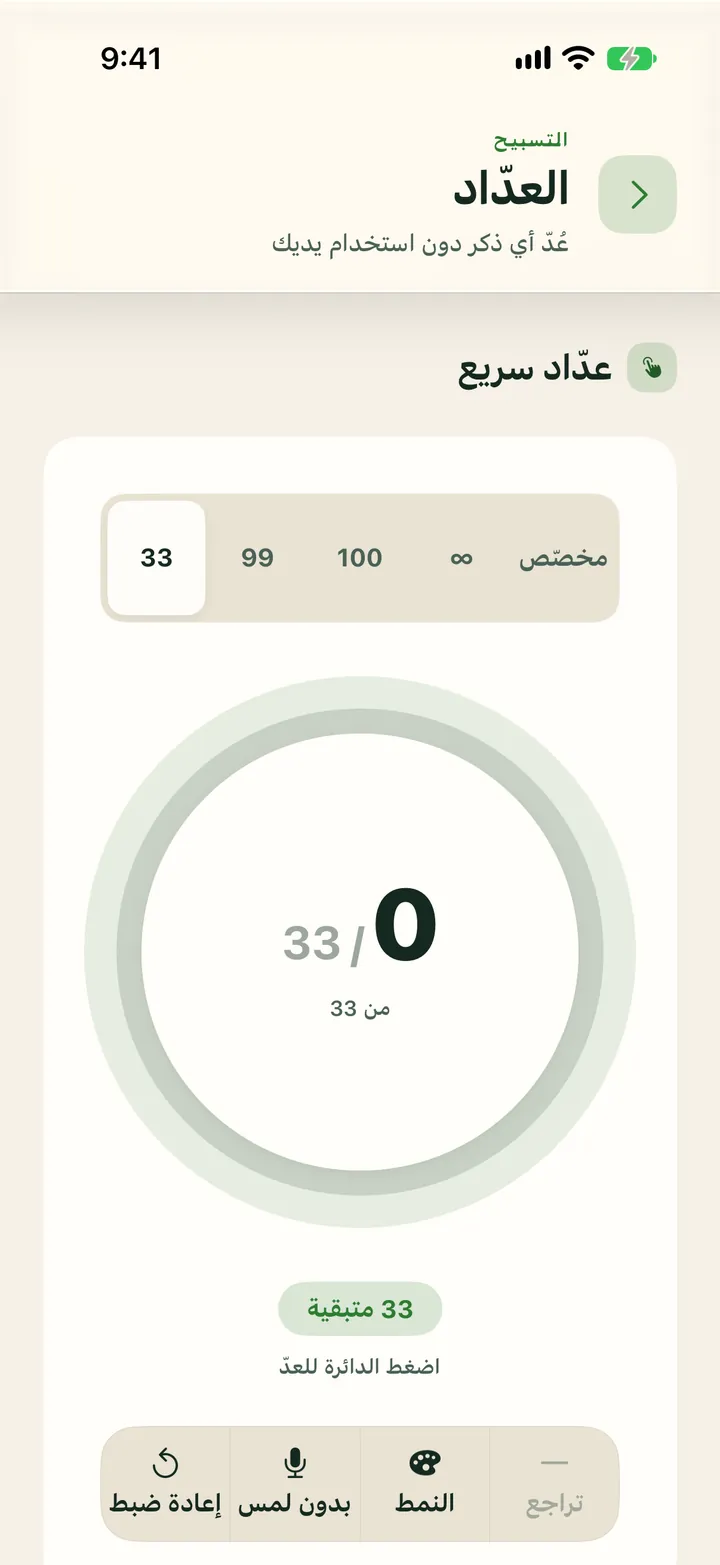 9:41
التسبيح
العدّاد
عُدّ أي ذكر دون استخدام يديك
عدّاد سريع
33 99 100 ∞ مخصّص
0 / 33
من 33
33 متبقية
اضغط الدائرة للعدّ
تراجع النمط بدون لمس إعادة ضبط